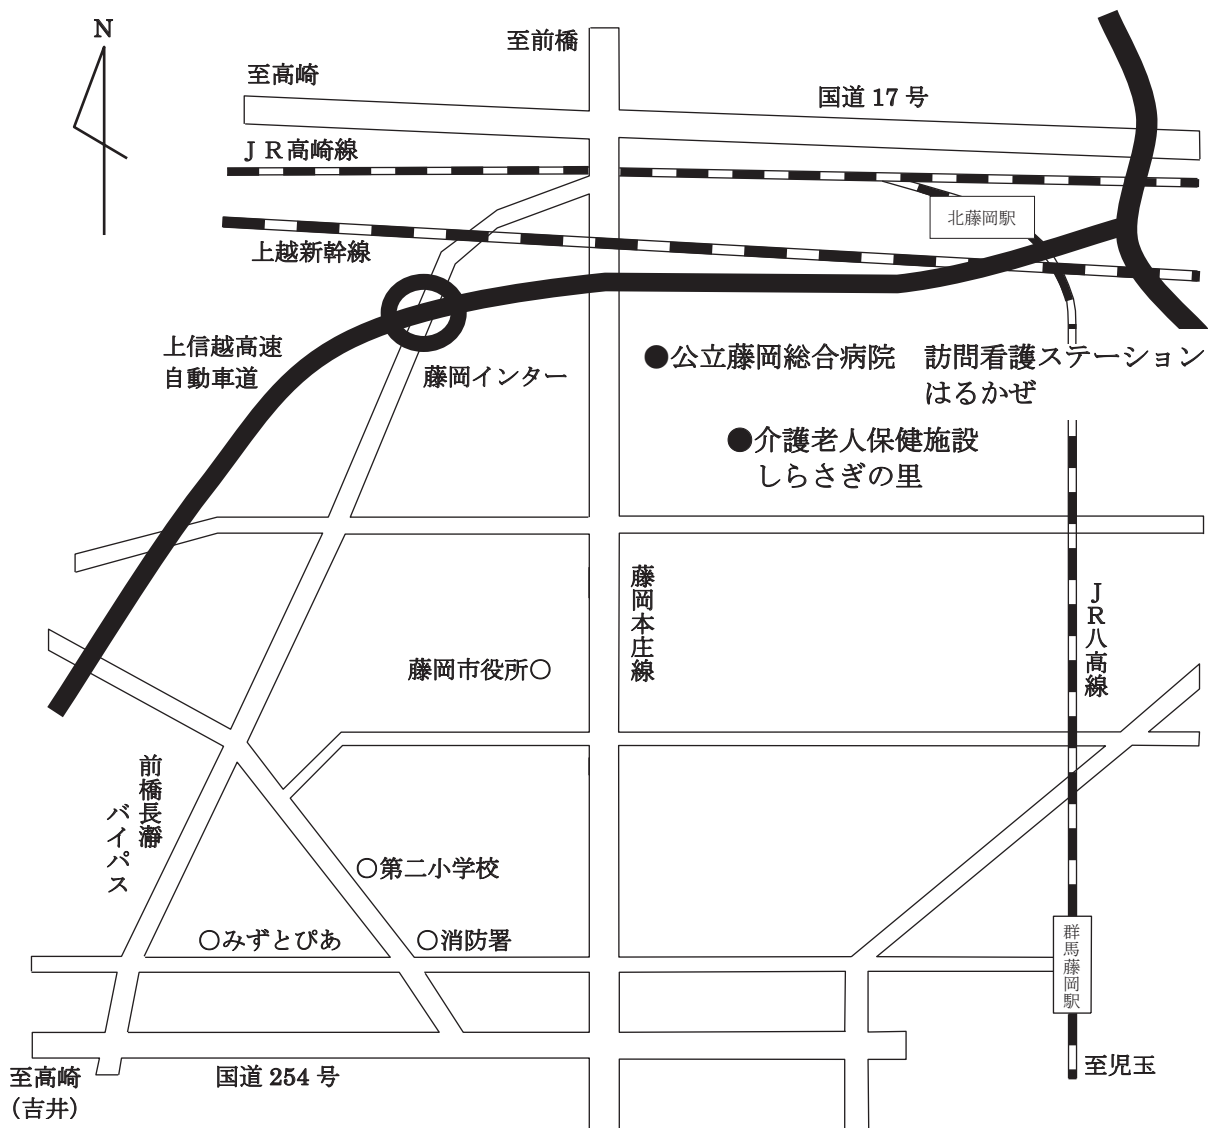 N
至前橋
至高崎
国道 17 号
JR高崎線
北藤岡駅
上越新幹線
上信越高速
自動車道
藤岡インター
●公立藤岡総合病院　訪問看護ステーション
はるかぜ
●介護老人保健施設
しらさぎの里
藤岡本庄線
JR八高線
藤岡市役所○
前橋長瀞
バイパス
○第二小学校
○みずとぴあ
○消防署
群馬藤岡駅
至高崎
（吉井）
国道 254 号
至児玉